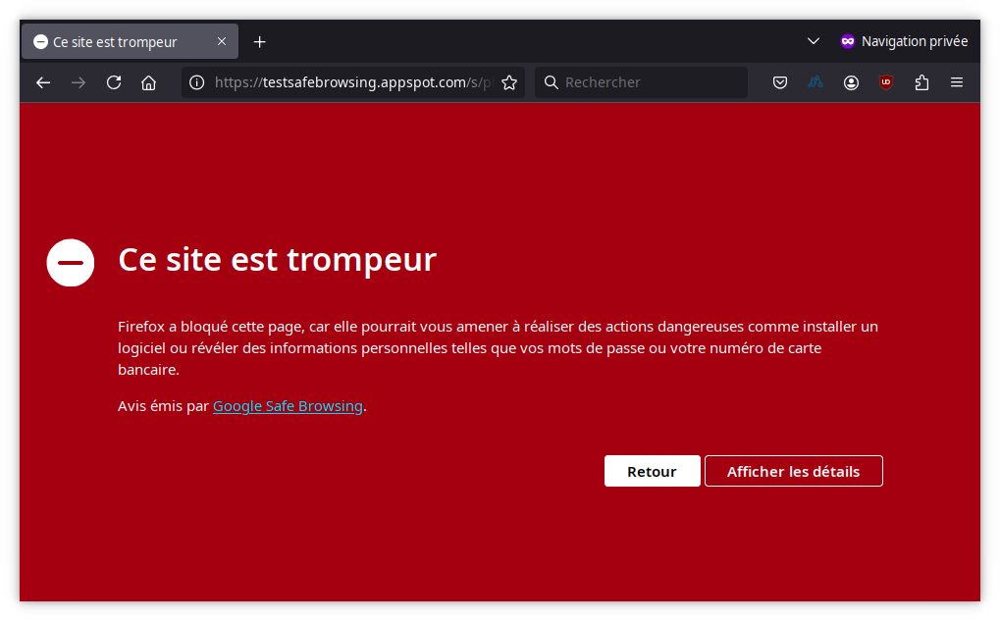 Ce site est trompeur
Navigation privée
https://testsafebrowsing.appspot.com/s/p
Rechercher
Ce site est trompeur
Firefox a bloqué cette page, car elle pourrait vous amener à réaliser des actions dangereuses comme installer un
logiciel ou révéler des informations personnelles telles que vos mots de passe ou votre numéro de carte
bancaire.
Avis émis par Google Safe Browsing.
Retour
Afficher les détails